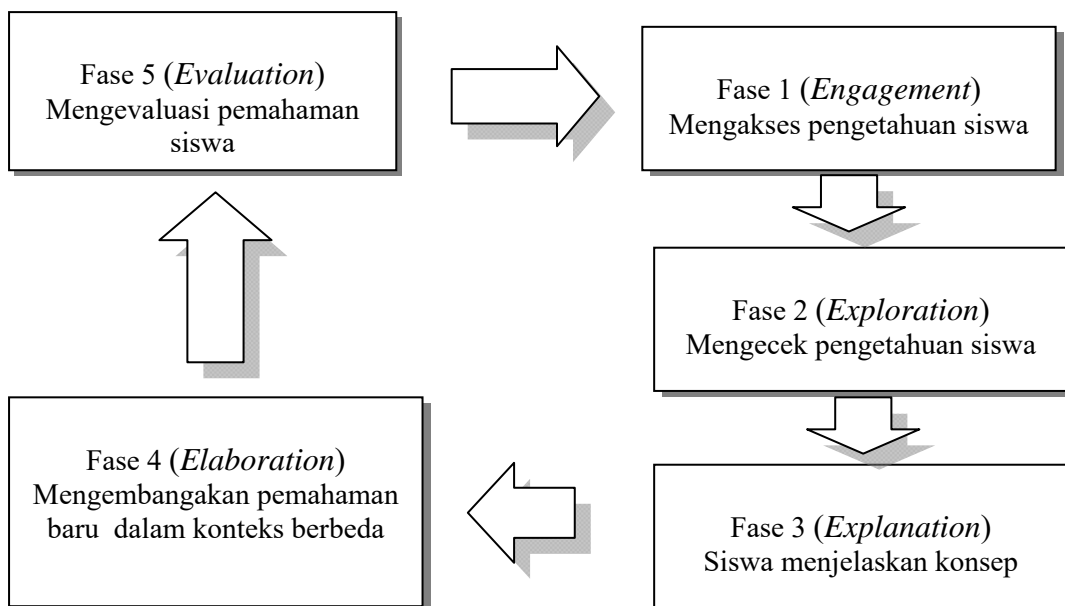 Fase 5 (Evaluation)
Mengevaluasi pemahaman
siswa
Fase 1 (Engagement)
Mengakses pengetahuan siswa
Fase 2 (Exploration)
Mengecek pengetahuan siswa
Fase 4 (Elaboration)
Mengembangakan pemahaman
baru dalam konteks berbeda
Fase 3 (Explanation)
Siswa menjelaskan konsep